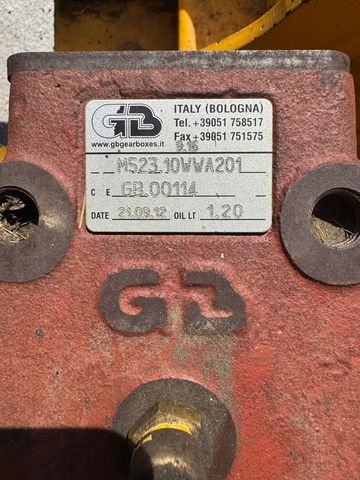 GB
ITALY (BOLOGNA)
Tel. +39051 758517
www.gbgearboxes.it
Fax +39051 751575
9.16
M523 10WWA201
C E GB 00114
DATE 21.09.12 OIL LT 1.20
GB